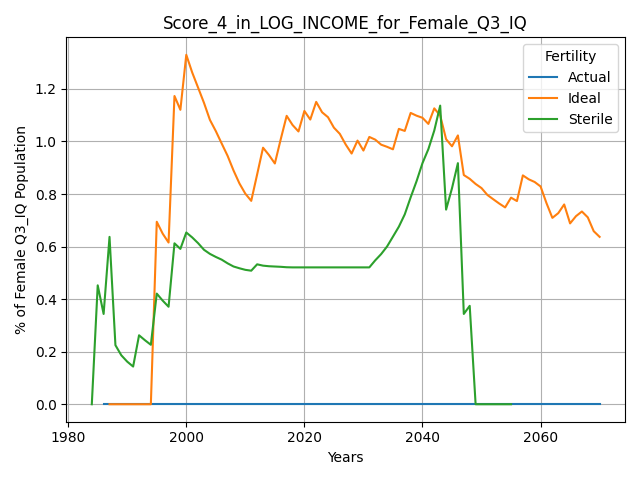 Score_4_in_LOG_INCOME_for_Female_Q3_IQ
Fertility
Actual
Ideal
Sterile
% of Female Q3_IQ Population
1.2
1.0
0.8
0.6
0.4
0.2
0.0
1980 2000 2020 2040 2060
Years